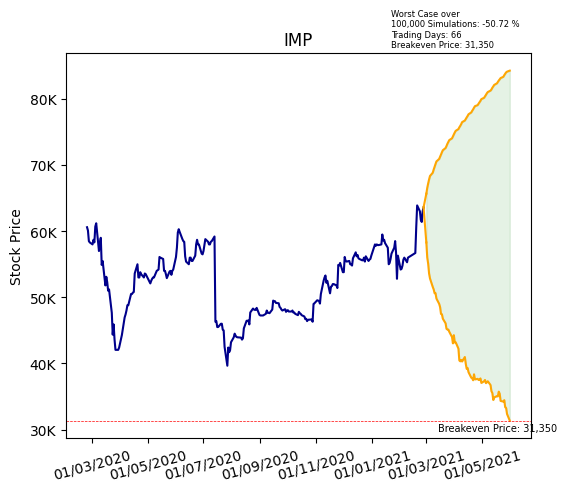 Worst Case over
100,000 Simulations: -50.72 %
Trading Days: 66
Breakeven Price: 31,350
IMP
Stock Price
80K
70K
60K
50K
40K
30K
Breakeven Price: 31,350
01/03/2020
01/05/2020
01/07/2020
01/09/2020
01/11/2020
01/01/2021
01/03/2021
01/05/2021